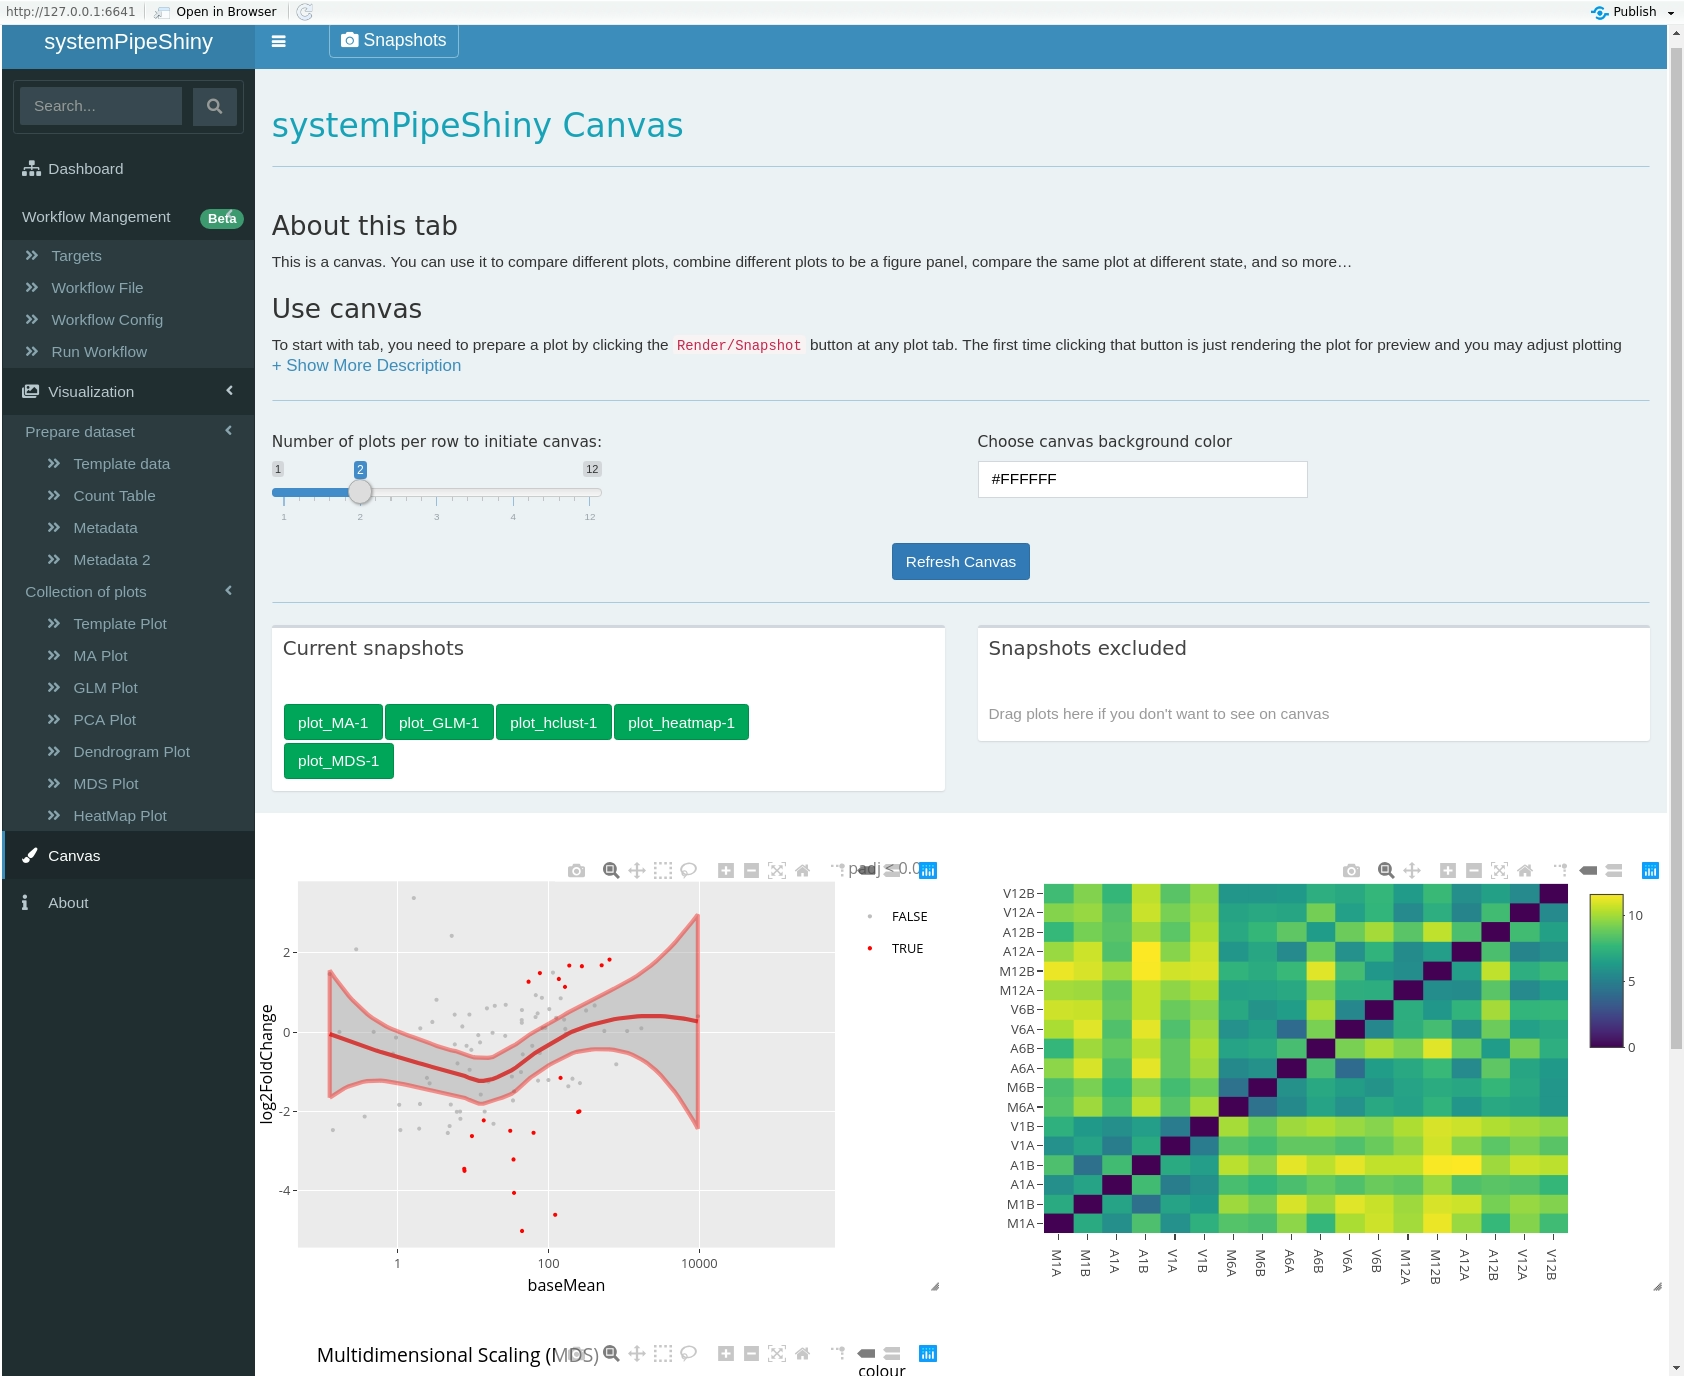 http://127.0.0.1:6641
Open in Browser
Publish
systemPipeShiny
Snapshots
Search...
Dashboard
Workflow Mangement
Beta
Targets
Workflow File
Workflow Config
Run Workflow
Visualization
Prepare dataset
Template data
Count Table
Metadata
Metadata 2
Collection of plots
Template Plot
MA Plot
GLM Plot
PCA Plot
Dendrogram Plot
MDS Plot
HeatMap Plot
Canvas
About
systemPipeShiny Canvas
About this tab
This is a canvas. You can use it to compare different plots, combine different plots to be a figure panel, compare the same plot at different state, and so more…
Use canvas
To start with tab, you need to prepare a plot by clicking the Render/Snapshot button at any plot tab. The first time clicking that button is just rendering the plot for preview and you may adjust plotting
+ Show More Description
Number of plots per row to initiate canvas:
1
2
12
1
2
3
4
12
Choose canvas background color
#FFFFFF
Refresh Canvas
Current snapshots
plot_MA-1
plot_GLM-1
plot_hclust-1
plot_heatmap-1
plot_MDS-1
Snapshots excluded
Drag plots here if you don't want to see on canvas
padj < 0.0
FALSE
TRUE
log2FoldChange
2
0
-2
-4
1
100
10000
baseMean
V12B
V12A
A12B
A12A
M12B
M12A
V6B
V6A
A6B
A6A
M6B
M6A
V1B
V1A
A1B
A1A
M1B
M1A
M1A
M1B
A1A
A1B
V1A
V1B
M6A
M6B
A6A
A6B
V6A
V6B
M12A
M12B
A12A
A12B
V12A
V12B
10
5
0
Multidimensional Scaling (MDS)
colour